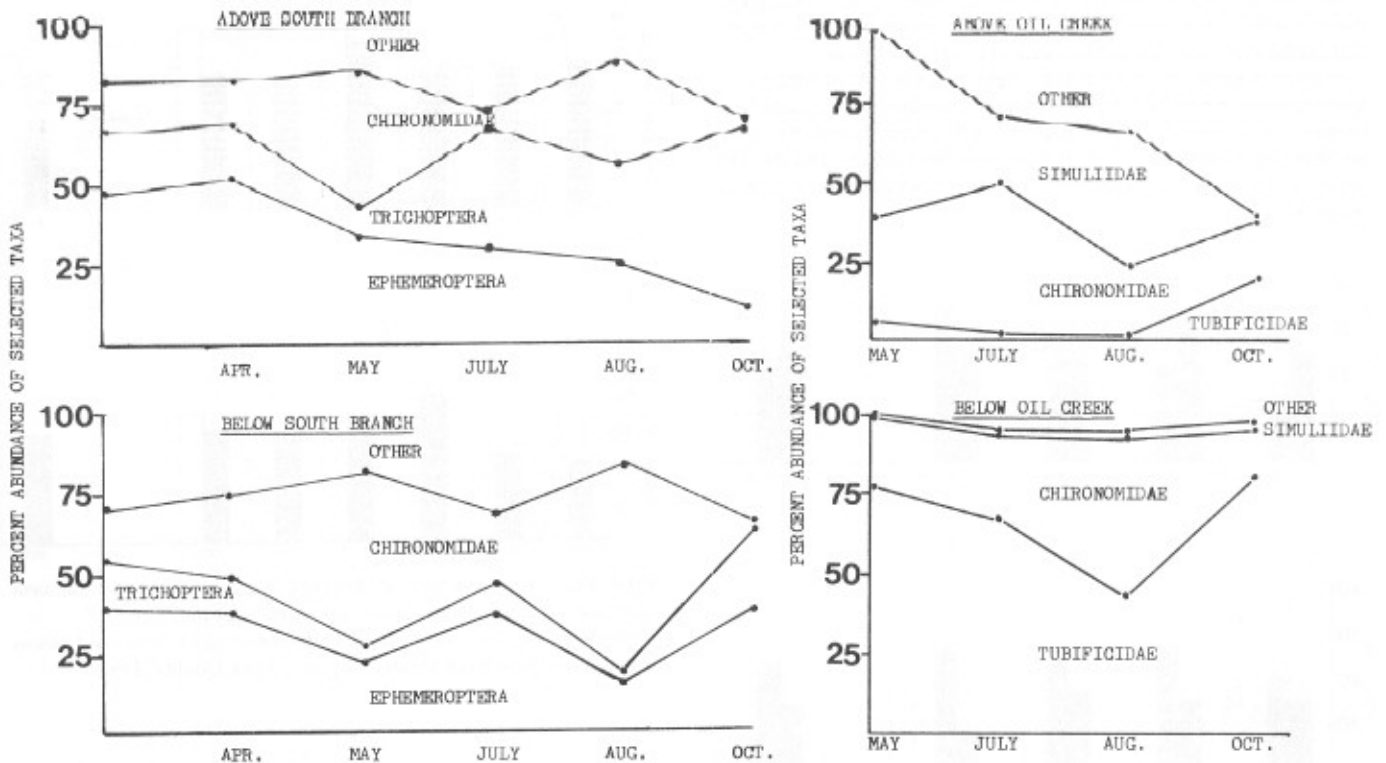 PERCENT ABUNDANCE OF SELECTED TAXA
ABOVE SOUTH BRANCH
100
75
50
25
OTHER
CHIRONOMIDAE
TRICHOPTERA
EPHEMEROPTERA
APR. MAY JULY AUG. OCT.
BELOW SOUTH BRANCH
100
75
50
25
OTHER
CHIRONOMIDAE
TRICHOPTERA
EPHEMEROPTERA
APR. MAY JULY AUG. OCT.
PERCENT ABUNDANCE OF SELECTED TAXA
ABOVE OIL CREEK
100
75
50
25
OTHER
SIMULIIDAE
CHIRONOMIDAE
TUBIFICIDAE
MAY JULY AUG. OCT.
BELOW OIL CREEK
100
75
50
25
OTHER
SIMULIIDAE
CHIRONOMIDAE
TUBIFICIDAE
MAY JULY AUG. OCT.